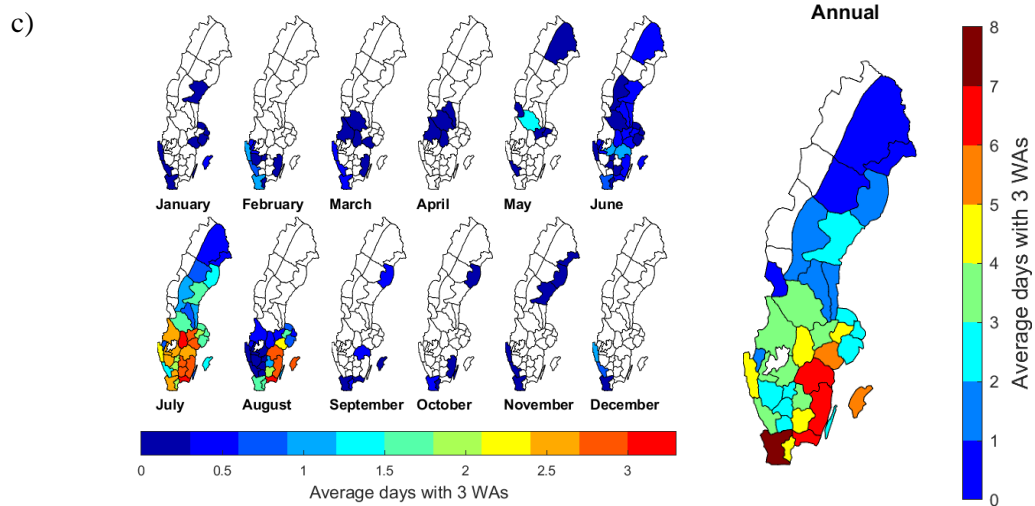 c)
Annual
January
February
March
April
May
June
July
August
September
October
November
December
0
0.5
1
1.5
2
2.5
3
Average days with 3 WAs
8
7
6
5
4
3
2
1
0
Average days with 3 WAs